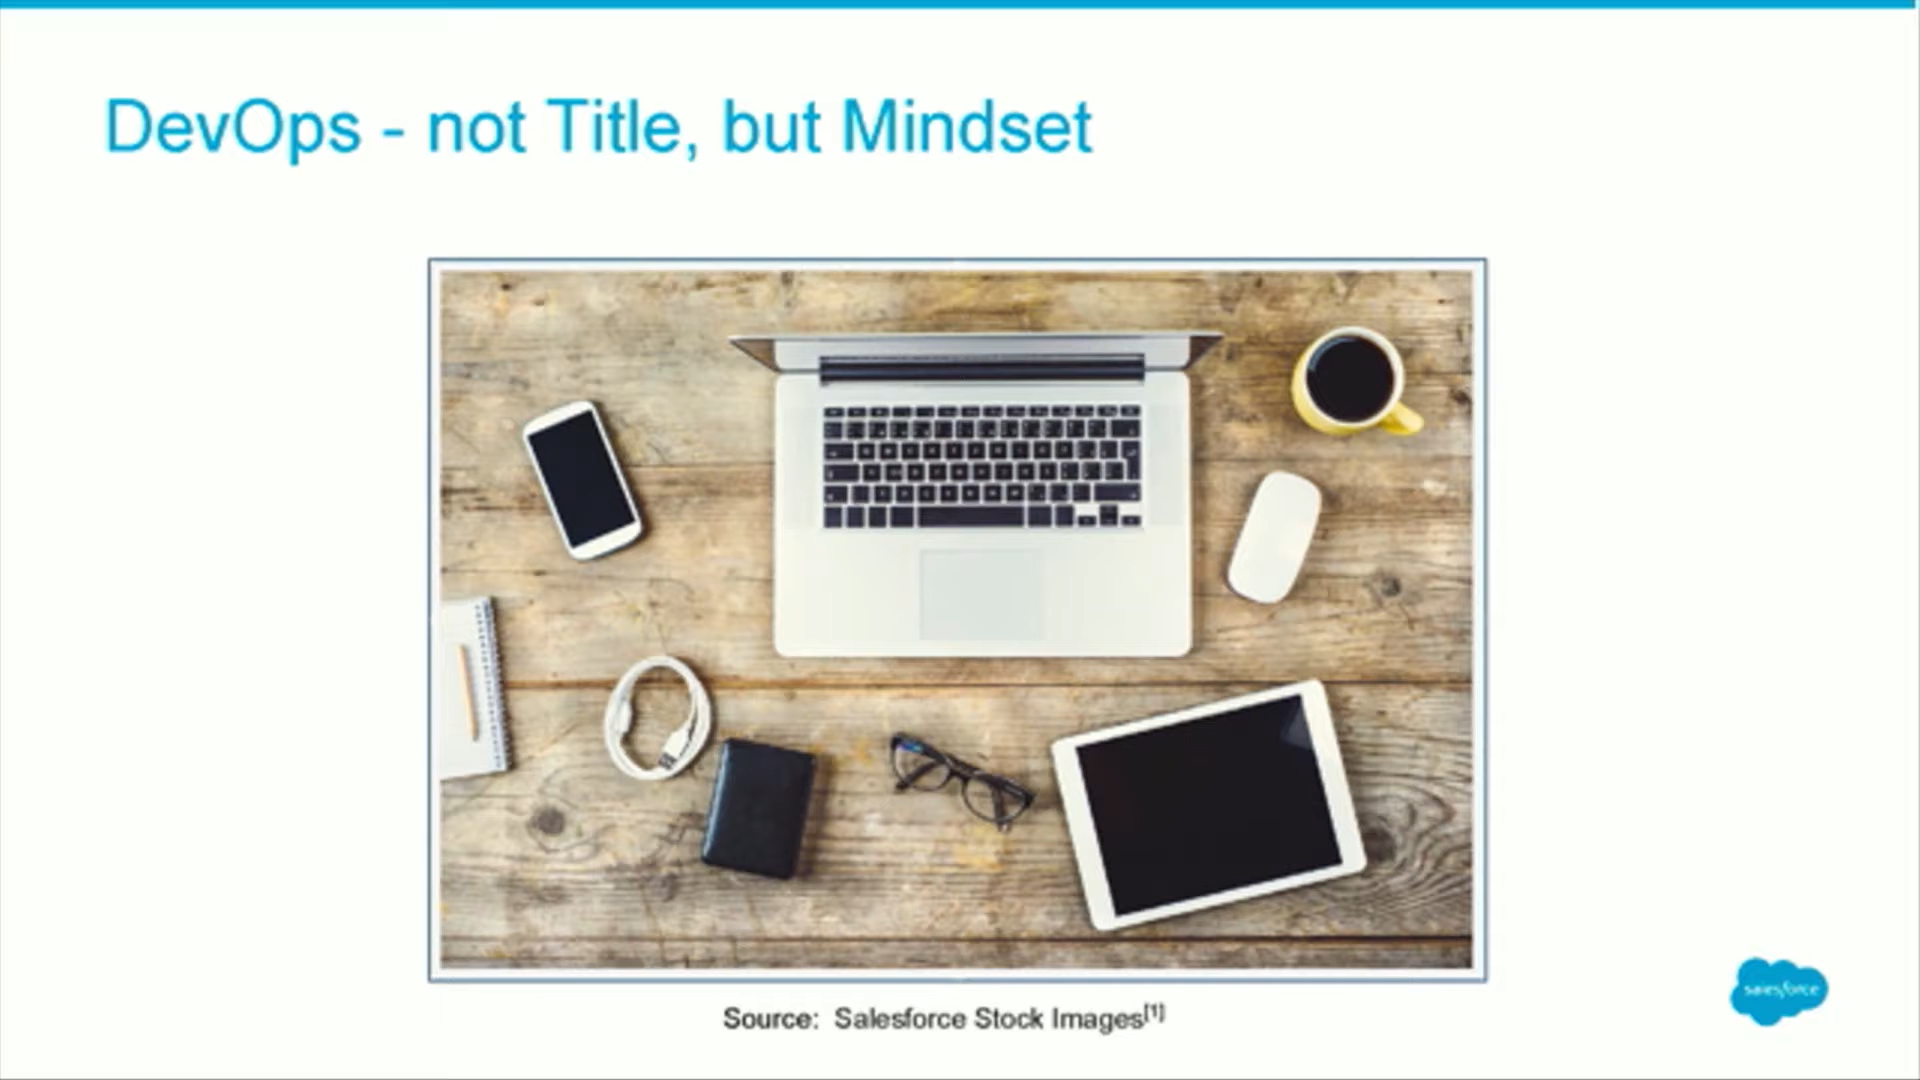 DevOps - not Title, but Mindset
Source: Salesforce Stock Images[1]
salesforce